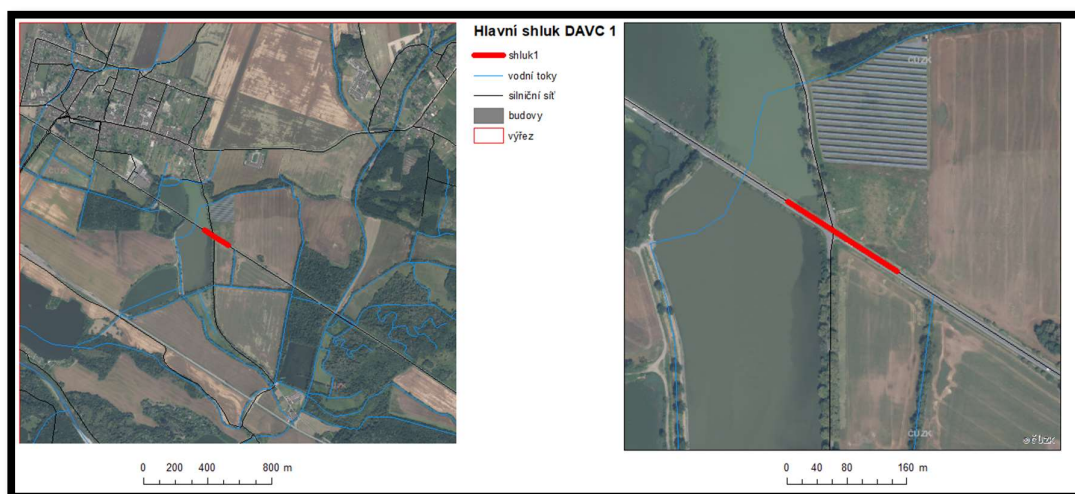 Hlavní shluk DAVC 1
shluk1
vodní toky
silniční síť
budovy
výřez
0 200 400 800 m
0 40 80 160 m
ČÚZK
ČÚZK
© ČÚZK